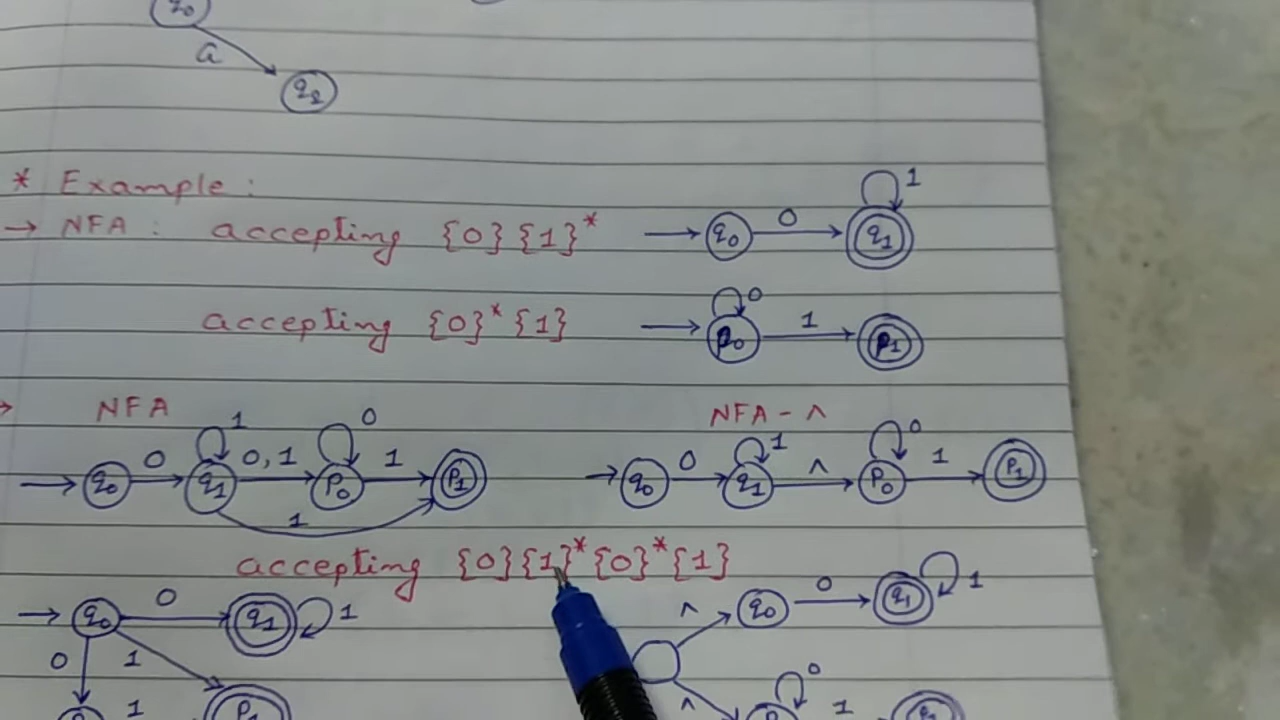 q₀
a
q₂
* Example :
→ NFA : accepting {0} {1}* → q₀ 0 q₁ 1
accepting {0}* {1} → p₀ 0 1 p₁
→ NFA NFA - ∧
→ q₀ 0 q₁ 1 0,1 p₀ 0 1 p₁ 1
→ q₀ 0 q₁ 1 ∧ p₀ 0 1 p₁
accepting {0}{1}*{0}*{1}
→ q₀ 0 q₁ 1
0 1
1 p₁
∧ q₀ 0 q₁ 1
∧ 0 1